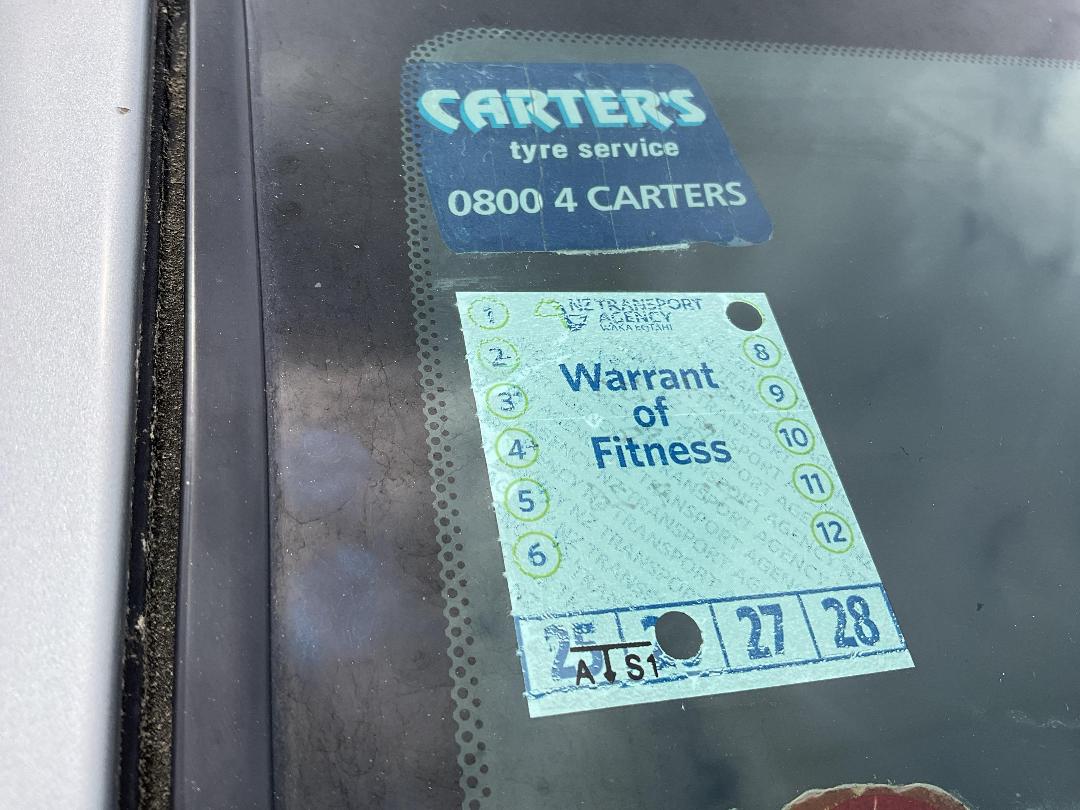 CARTER'S
tyre service
0800 4 CARTERS
NZ TRANSPORT
AGENCY
WAKA KOTAHI
1
2
3
4
5
6
8
9
10
11
12
Warrant
of
Fitness
25 27 28
A S1